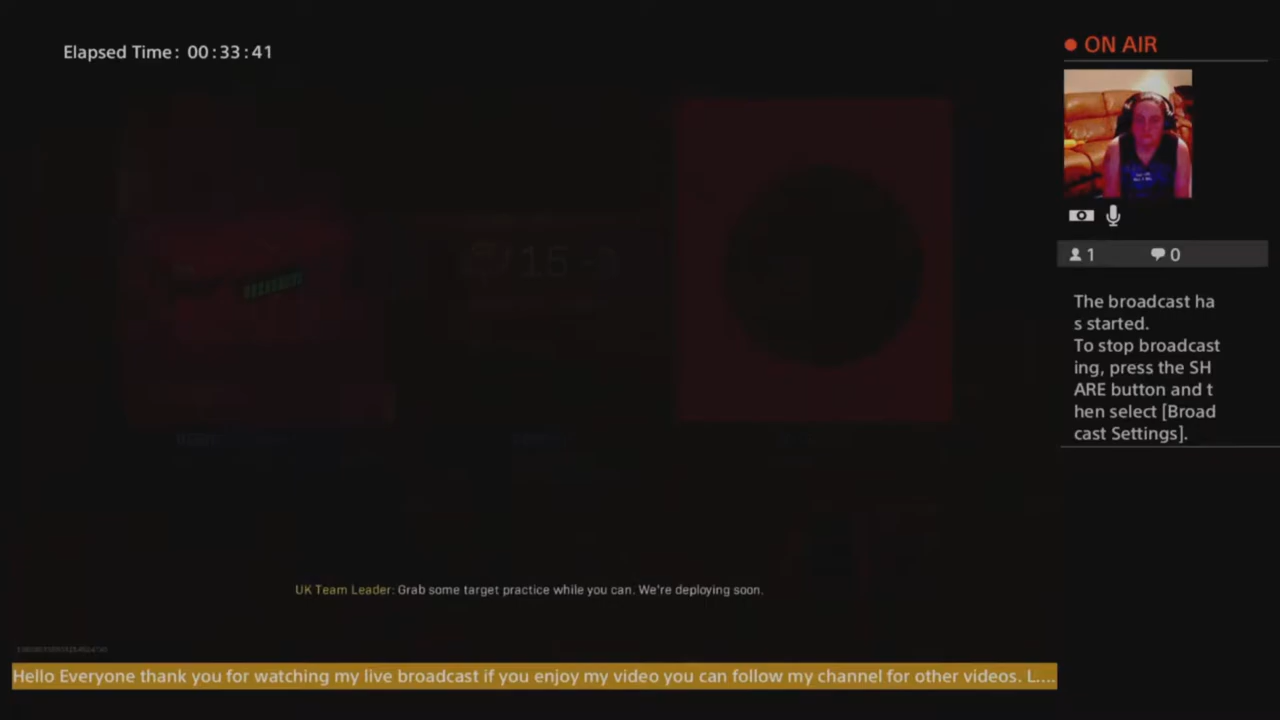 Elapsed Time: 00:33:41
ON AIR
1
0
The broadcast ha
s started.
To stop broadcast
ing, press the SH
ARE button and t
hen select [Broad
cast Settings].
UK Team Leader: Grab some target practice while you can. We're deploying soon.
Hello Everyone thank you for watching my live broadcast if you enjoy my video you can follow my channel for other videos. L....